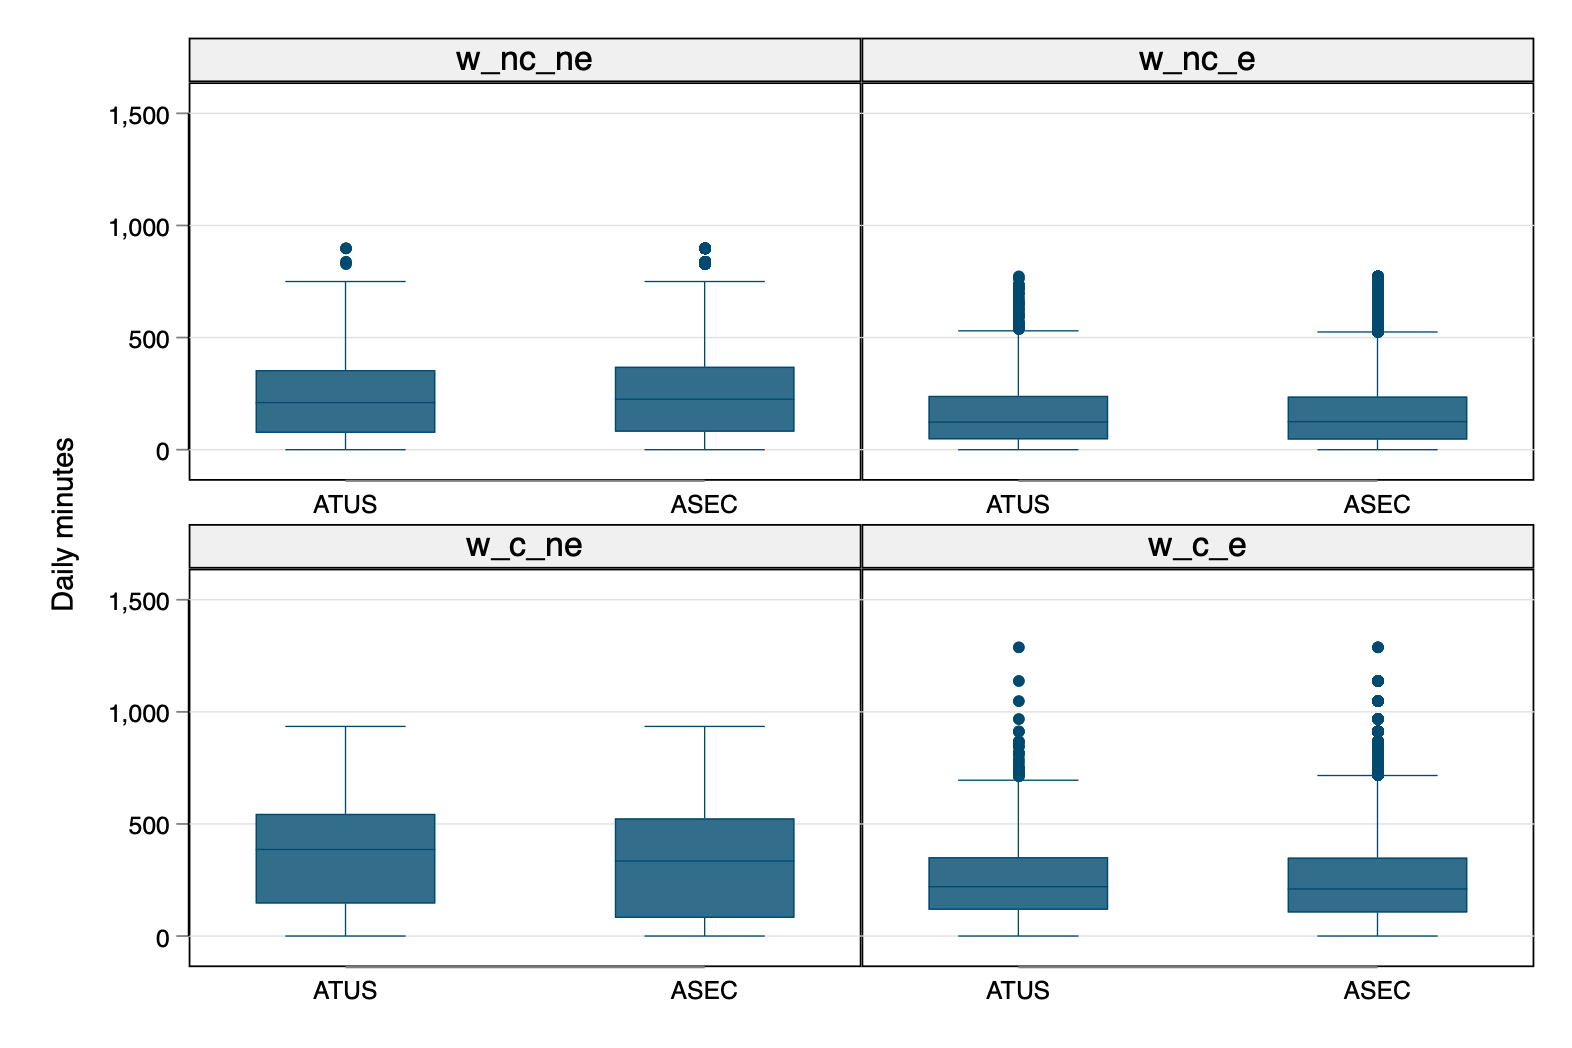 w_nc_ne
w_nc_e
1,500
1,000
500
0
ATUS
ASEC
ATUS
ASEC
Daily minutes
w_c_ne
w_c_e
1,500
1,000
500
0
ATUS
ASEC
ATUS
ASEC